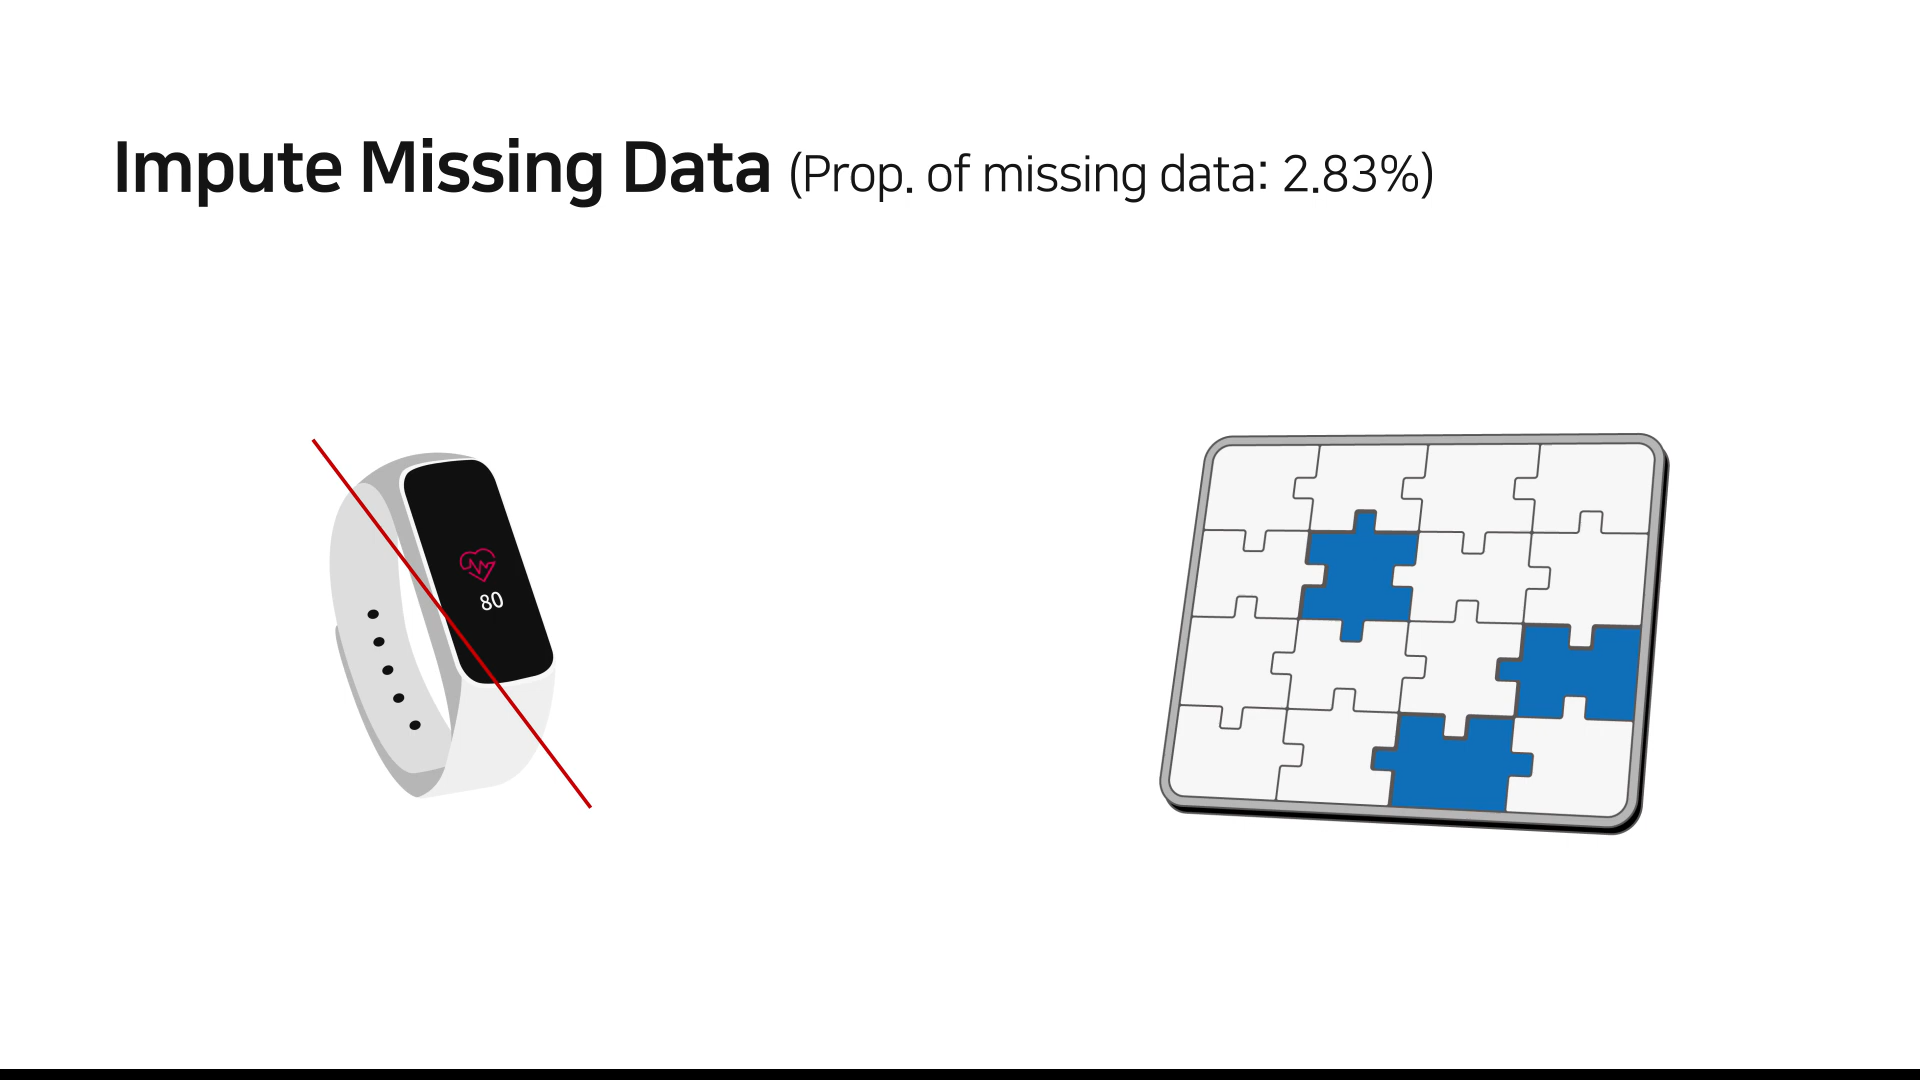 Impute Missing Data (Prop. of missing data: 2.83%)
80